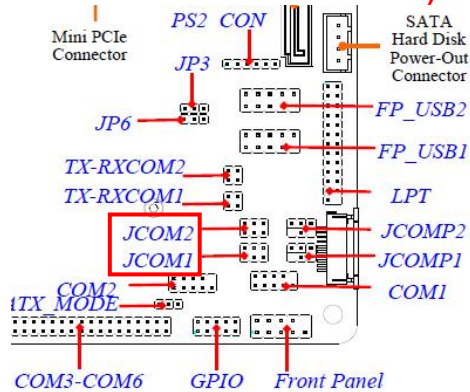 PS2 CON
SATA
Hard Disk
Power-Out
Connector
Mini PCIe
Connector
JP3
JP6
FP_USB2
FP_USB1
TX-RXCOM2
TX-RXCOM1
LPT
JCOM2
JCOM1
JCOMP2
JCOMP1
COM2
COM1
ATX_MODE
COM3-COM6
GPIO
Front Panel